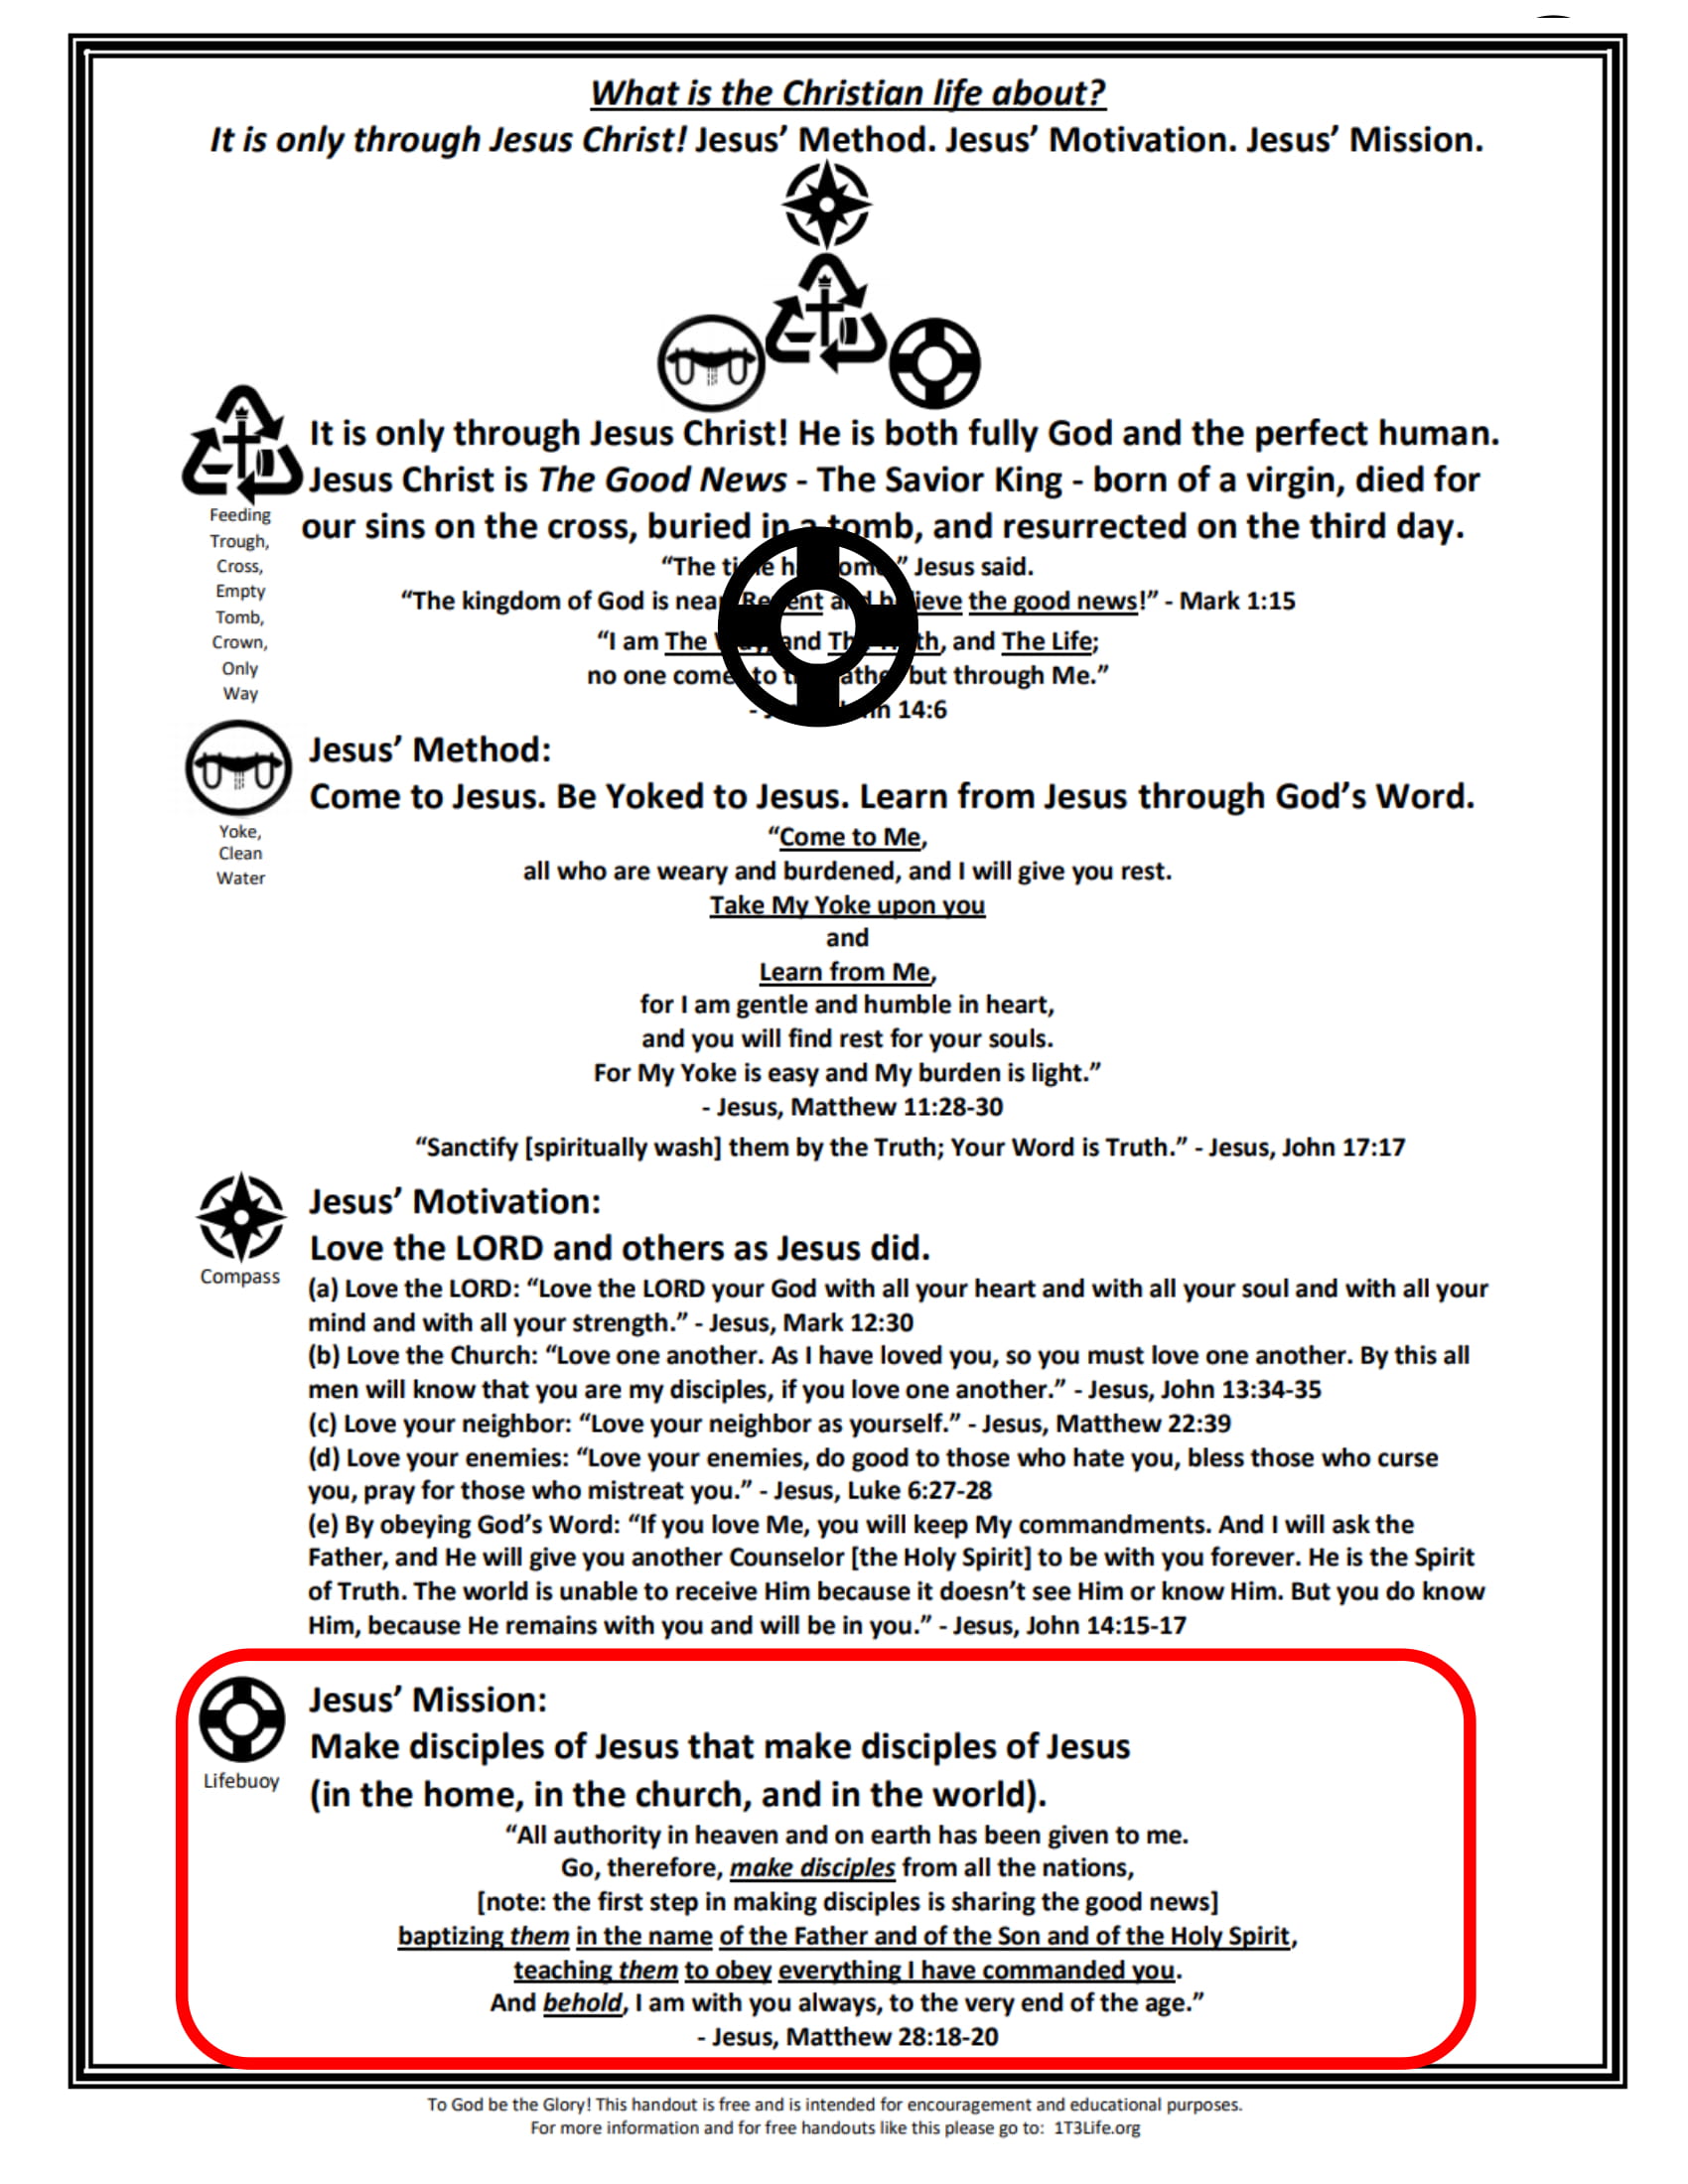 What is the Christian life about?
It is only through Jesus Christ! Jesus’ Method. Jesus’ Motivation. Jesus’ Mission.
It is only through Jesus Christ! He is both fully God and the perfect human.
Jesus Christ is The Good News - The Savior King - born of a virgin, died for
our sins on the cross, buried in a tomb, and resurrected on the third day.
Feeding
Trough,
Cross,
Empty
Tomb,
Crown,
Only
Way
“The time has come,” Jesus said.
“The kingdom of God is near. Repent and believe the good news!” - Mark 1:15
“I am The Way, and The Truth, and The Life;
no one comes to the Father but through Me.”
- Jesus, John 14:6
Jesus’ Method:
Come to Jesus. Be Yoked to Jesus. Learn from Jesus through God’s Word.
Yoke,
Clean
Water
“Come to Me,
all who are weary and burdened, and I will give you rest.
Take My Yoke upon you
and
Learn from Me,
for I am gentle and humble in heart,
and you will find rest for your souls.
For My Yoke is easy and My burden is light.”
- Jesus, Matthew 11:28-30
“Sanctify [spiritually wash] them by the Truth; Your Word is Truth.” - Jesus, John 17:17
Jesus’ Motivation:
Love the LORD and others as Jesus did.
Compass
(a) Love the LORD: “Love the LORD your God with all your heart and with all your soul and with all your
mind and with all your strength.” - Jesus, Mark 12:30
(b) Love the Church: “Love one another. As I have loved you, so you must love one another. By this all
men will know that you are my disciples, if you love one another.” - Jesus, John 13:34-35
(c) Love your neighbor: “Love your neighbor as yourself.” - Jesus, Matthew 22:39
(d) Love your enemies: “Love your enemies, do good to those who hate you, bless those who curse
you, pray for those who mistreat you.” - Jesus, Luke 6:27-28
(e) By obeying God’s Word: “If you love Me, you will keep My commandments. And I will ask the
Father, and He will give you another Counselor [the Holy Spirit] to be with you forever. He is the Spirit
of Truth. The world is unable to receive Him because it doesn’t see Him or know Him. But you do know
Him, because He remains with you and will be in you.” - Jesus, John 14:15-17
Jesus’ Mission:
Make disciples of Jesus that make disciples of Jesus
Lifebuoy
(in the home, in the church, and in the world).
“All authority in heaven and on earth has been given to me.
Go, therefore, make disciples from all the nations,
[note: the first step in making disciples is sharing the good news]
baptizing them in the name of the Father and of the Son and of the Holy Spirit,
teaching them to obey everything I have commanded you.
And behold, I am with you always, to the very end of the age.”
- Jesus, Matthew 28:18-20
To God be the Glory! This handout is free and is intended for encouragement and educational purposes.
For more information and for free handouts like this please go to: 1T3Life.org